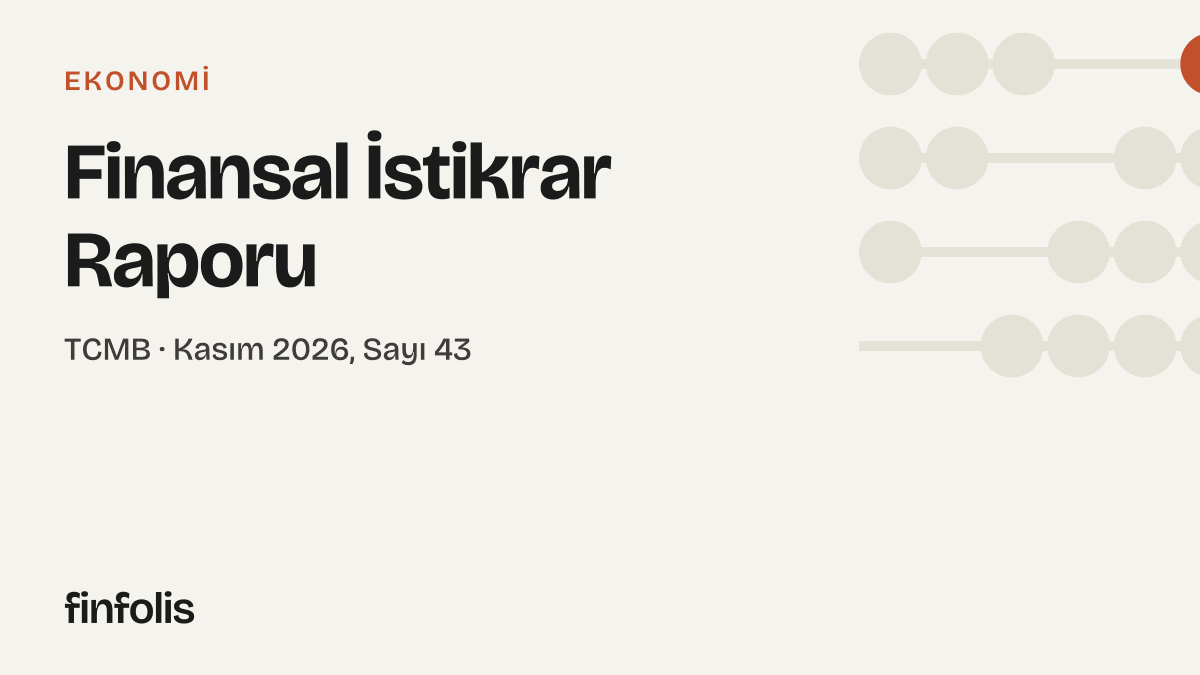 EKONOMİ
Finansal İstikrar
Raporu
TCMB · Kasım 2026, Sayı 43
finfolis